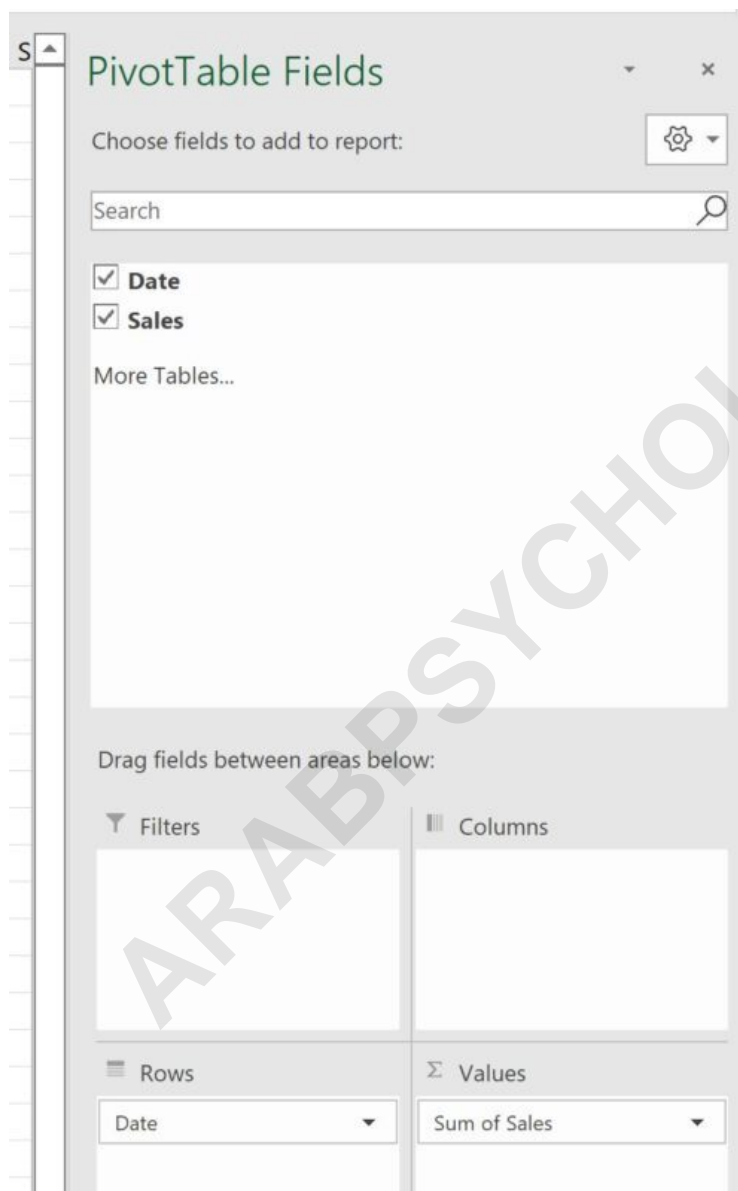 S
PivotTable Fields
Choose fields to add to report:
Search
Date
Sales
More Tables...
Drag fields between areas below:
Filters
Columns
Rows
Σ Values
Date
Sum of Sales
ARABPSYCHOL